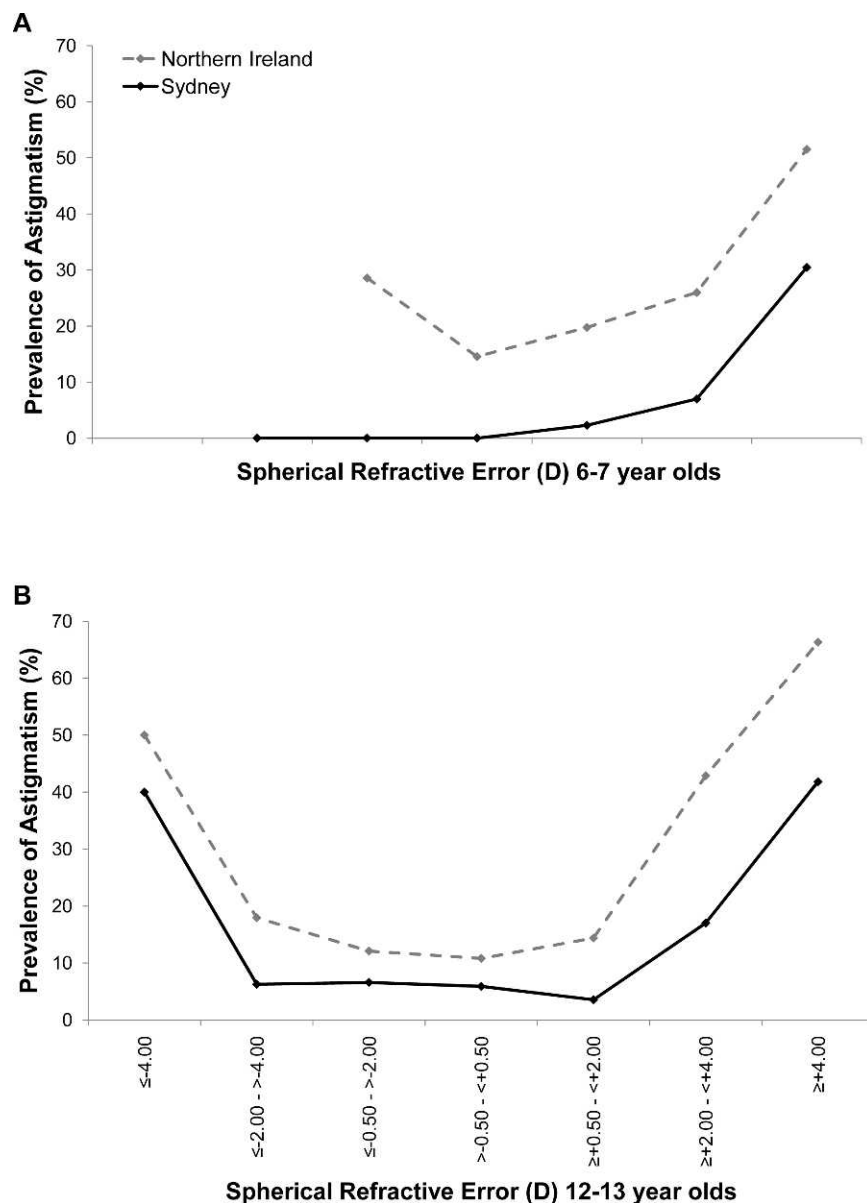 A
70
60
50
40
30
20
10
0
Prevalence of Astigmatism (%)
Northern Ireland
Sydney
Spherical Refractive Error (D) 6-7 year olds
B
70
60
50
40
30
20
10
0
Prevalence of Astigmatism (%)
≤-4.00
≤-2.00 - >-4.00
≤-0.50 - >-2.00
>-0.50 - <+0.50
≥+0.50 - <+2.00
≥+2.00 - <+4.00
≥+4.00
Spherical Refractive Error (D) 12-13 year olds